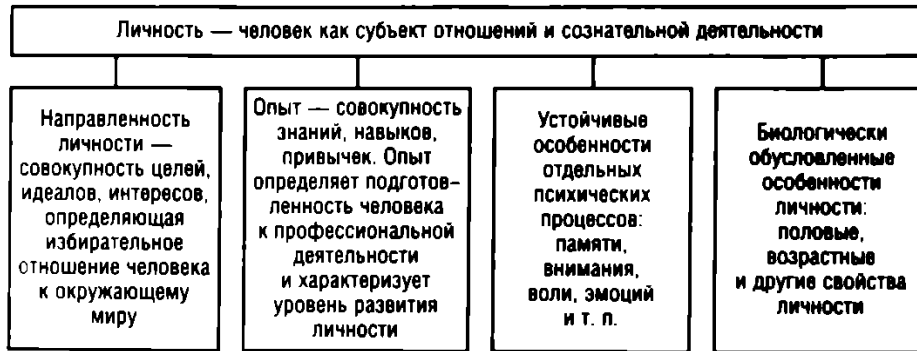 Личность — человек как субъект отношений и сознательной деятельности
Направленность
личности —
совокупность целей,
идеалов, интересов,
определяющая
избирательное
отношение человека
к окружающему
миру
Опыт — совокупность
знаний, навыков,
привычек. Опыт
определяет подготов-
ленность человека
к профессиональной
деятельности
и характеризует
уровень развития
личности
Устойчивые
особенности
отдельных
психических
процессов:
памяти,
внимания,
воли, эмоций
и т. п.
Биологически
обусловленные
особенности
личности:
половые,
возрастные
и другие свойства
личности